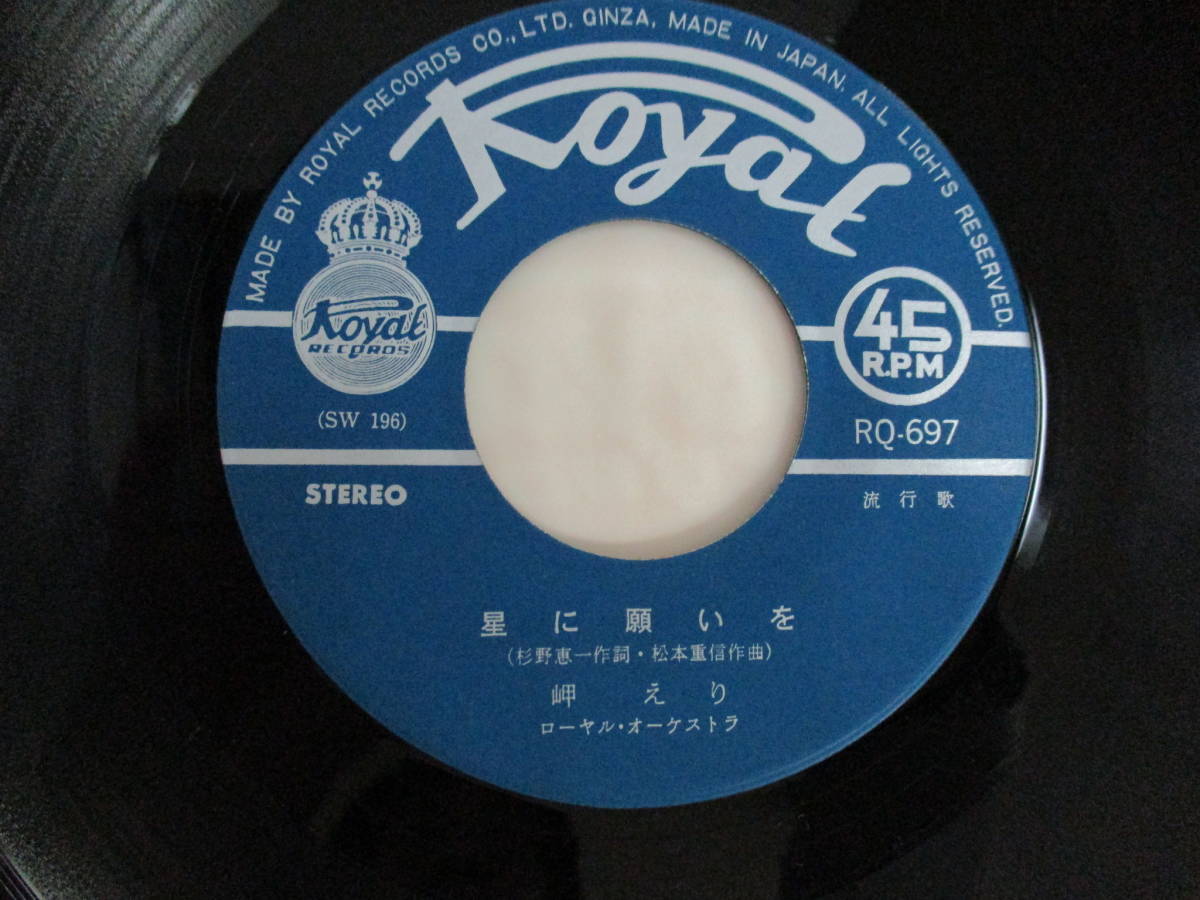 MADE BY ROYAL RECORDS CO., LTD. GINZA, MADE IN JAPAN. ALL LIGHTS RESERVED.
Royal
Royal
RECORDS
45
R.P.M
(SW 196)
RQ-697
STEREO
流行歌
星に願いを
(杉野恵一作詞・松本重信作曲)
岬えり
ローヤル・オーケストラ